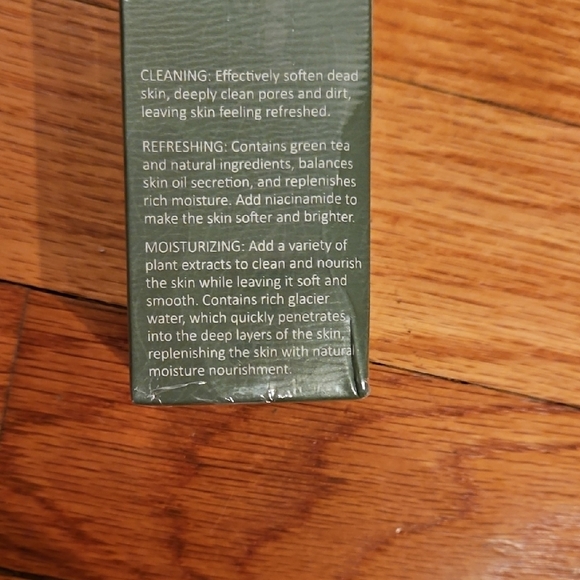 CLEANING: Effectively soften dead
skin, deeply clean pores and dirt,
leaving skin feeling refreshed.
REFRESHING: Contains green tea
and natural ingredients, balances
skin oil secretion, and replenishes
rich moisture. Add niacinamide to
make the skin softer and brighter.
MOISTURIZING: Add a variety of
plant extracts to clean and nourish
the skin while leaving it soft and
smooth. Contains rich glacier
water, which quickly penetrates
into the deep layers of the skin,
replenishing the skin with natural
moisture nourishment.